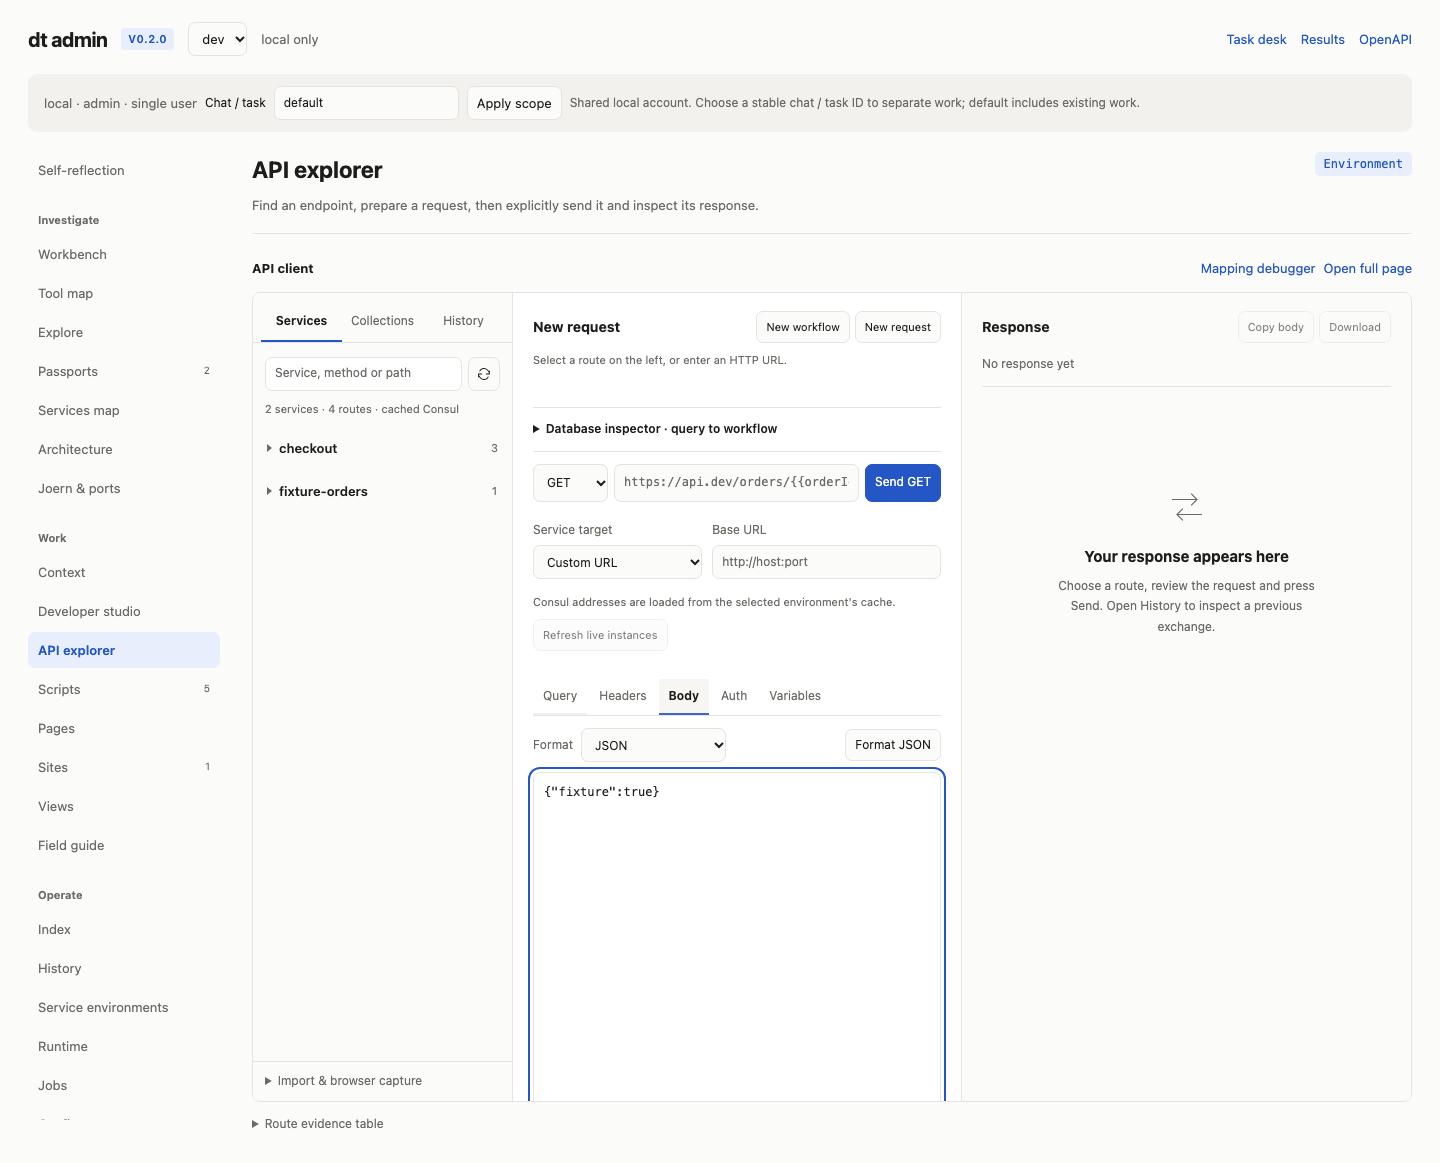 dt admin V0.2.0 dev local only Task desk Results OpenAPI
local · admin · single user Chat / task default Apply scope Shared local account. Choose a stable chat / task ID to separate work; default includes existing work.
Self-reflection
Investigate
Workbench
Tool map
Explore
Passports 2
Services map
Architecture
Joern & ports
Work
Context
Developer studio
API explorer
Scripts 5
Pages
Sites 1
Views
Field guide
Operate
Index
History
Service environments
Runtime
Jobs
API explorer
Environment
Find an endpoint, prepare a request, then explicitly send it and inspect its response.
API client
Mapping debugger Open full page
Services Collections History
Service, method or path
2 services · 4 routes · cached Consul
checkout 3
fixture-orders 1
Import & browser capture
New request New workflow New request
Select a route on the left, or enter an HTTP URL.
Database inspector · query to workflow
GET https://api.dev/orders/{{orderI Send GET
Service target Base URL
Custom URL http://host:port
Consul addresses are loaded from the selected environment's cache.
Refresh live instances
Query Headers Body Auth Variables
Format JSON Format JSON
{"fixture":true}
Response Copy body Download
No response yet
Your response appears here
Choose a route, review the request and press
Send. Open History to inspect a previous
exchange.
Route evidence table